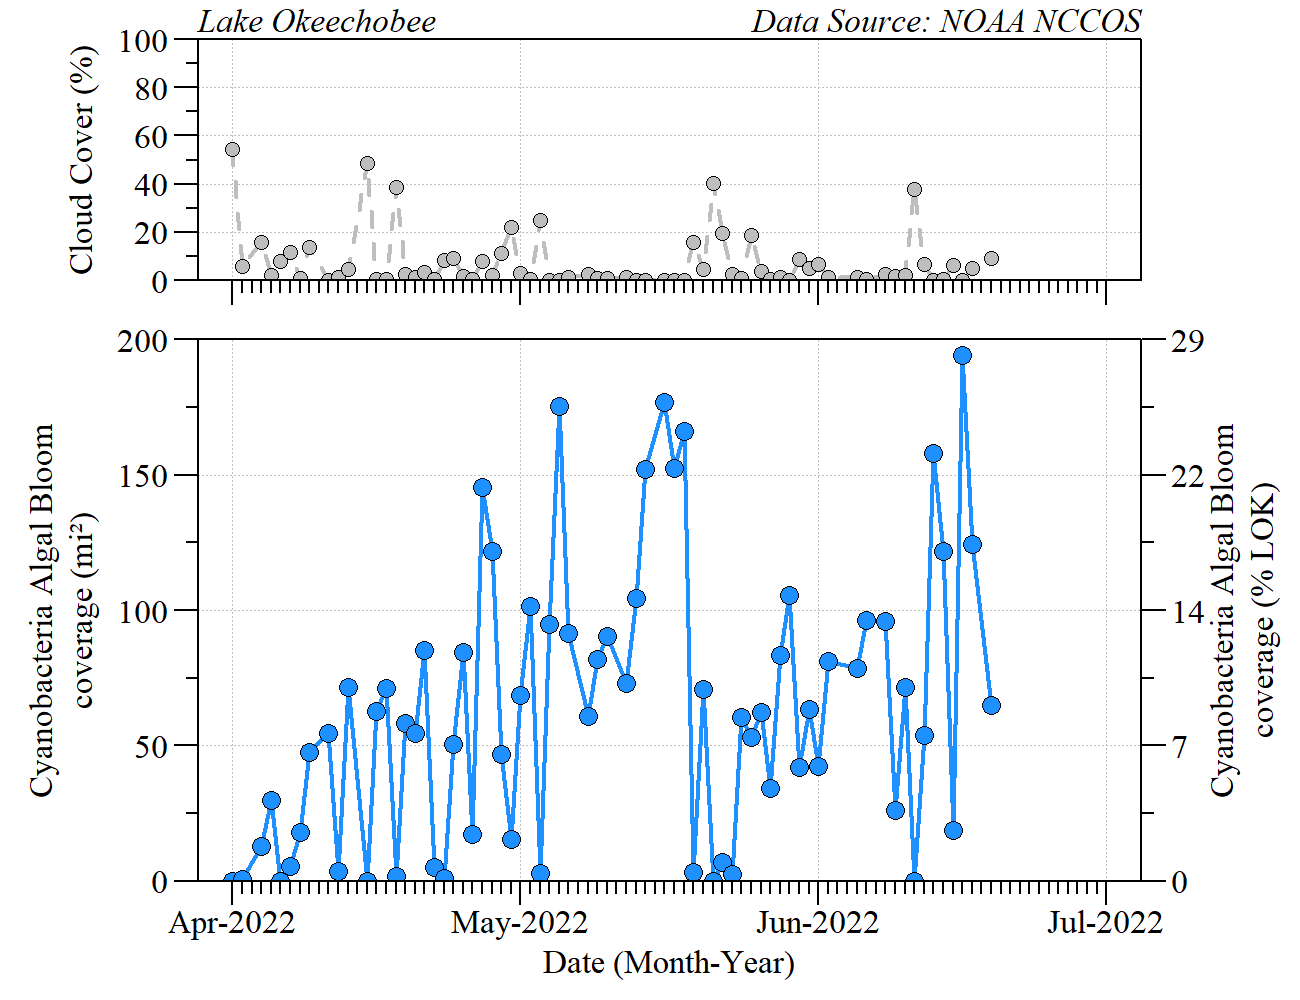 Lake Okeechobee Data Source: NOAA NCCOS
Cloud Cover (%)
100
80
60
40
20
0
Cyanobacteria Algal Bloom
coverage (mi²)
200
150
100
50
0
29
22
14
7
0
Cyanobacteria Algal Bloom
coverage (% LOK)
Apr-2022 May-2022 Jun-2022 Jul-2022
Date (Month-Year)